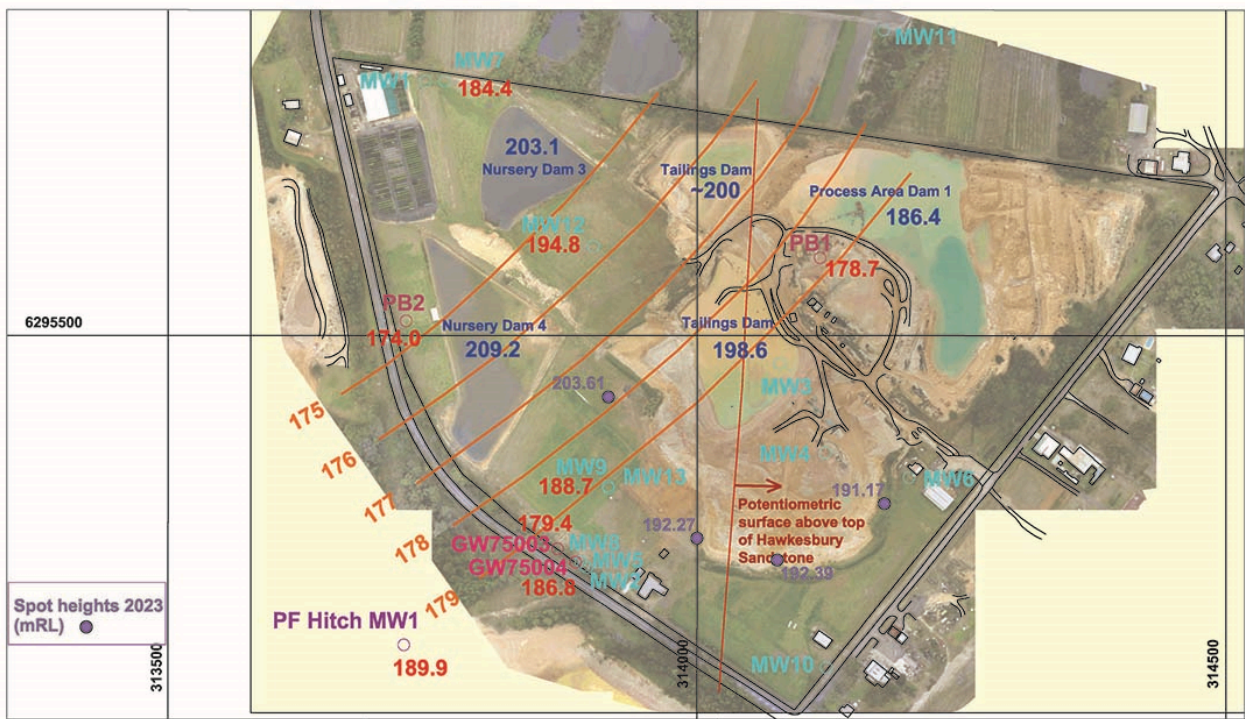 MW11
MW7
MW1
184.4
203.1
Nursery Dam 3
Tailings Dam
~200
Process Area Dam 1
186.4
MW12
194.8
PB1
178.7
PB2
174.0
6295500
Nursery Dam 4
209.2
Tailings Dam
198.6
203.61
MW3
175
176
177
178
179
MW9
188.7
MW13
MW4
MW6
191.17
Potentiometric
surface above top
of Hawkesbury
Sandstone
192.27
192.39
179.4
GW75003
MW8
GW75004
MW5
MW2
186.8
Spot heights 2023
(mRL)
PF Hitch MW1
189.9
MW10
313500
314000
314500